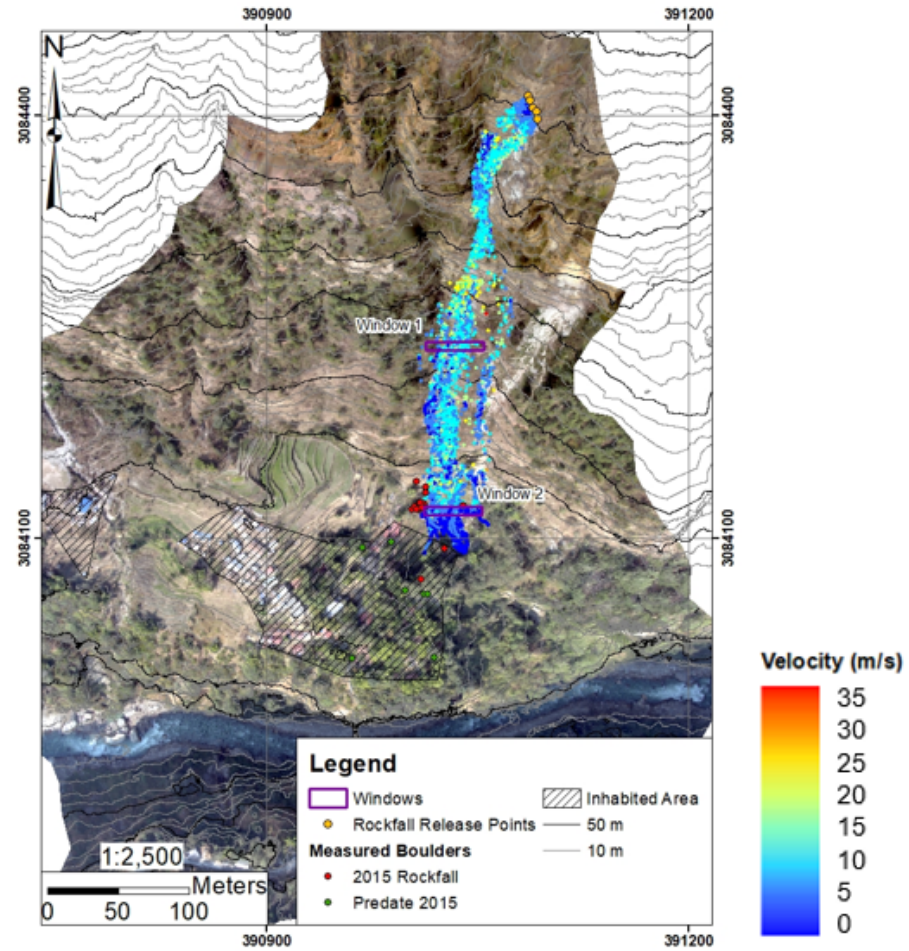 390900
391200
N
3084400
3084400
Window 1
Window 2
3084100
3084100
Velocity (m/s)
35
30
25
20
15
10
5
0
Legend
Windows
Inhabited Area
Rockfall Release Points
50 m
Measured Boulders
10 m
2015 Rockfall
Predate 2015
1:2,500
Meters
0 50 100
390900
391200